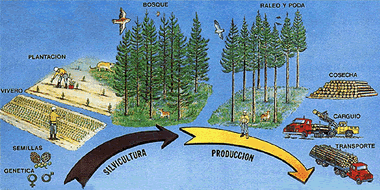 BOSQUE
RALEO Y PODA
PLANTACION
VIVERO
COSECHA
CARGUIO
SEMILLAS
SILVICULTURA
PRODUCCION
TRANSPORTE
GENETICA